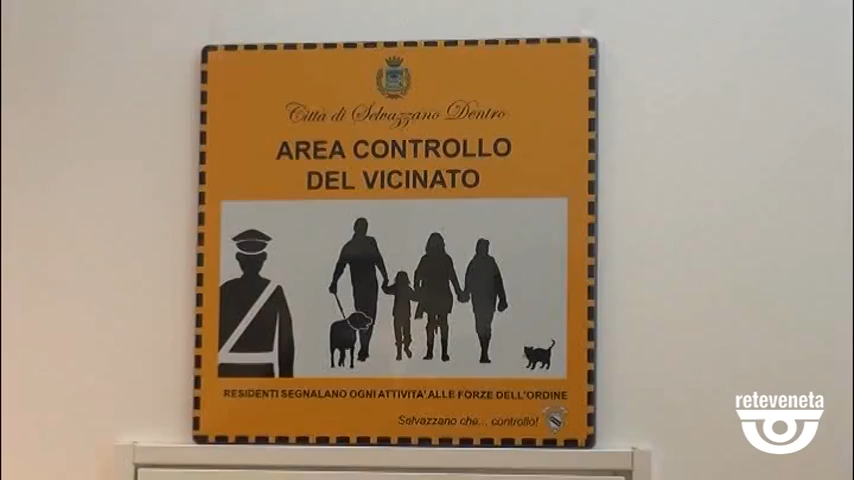 Città di Selvazzano Dentro
AREA CONTROLLO
DEL VICINATO
RESIDENTI SEGNALANO OGNI ATTIVITA' ALLE FORZE DELL'ORDINE
Selvazzano che... controllo!
reteveneta